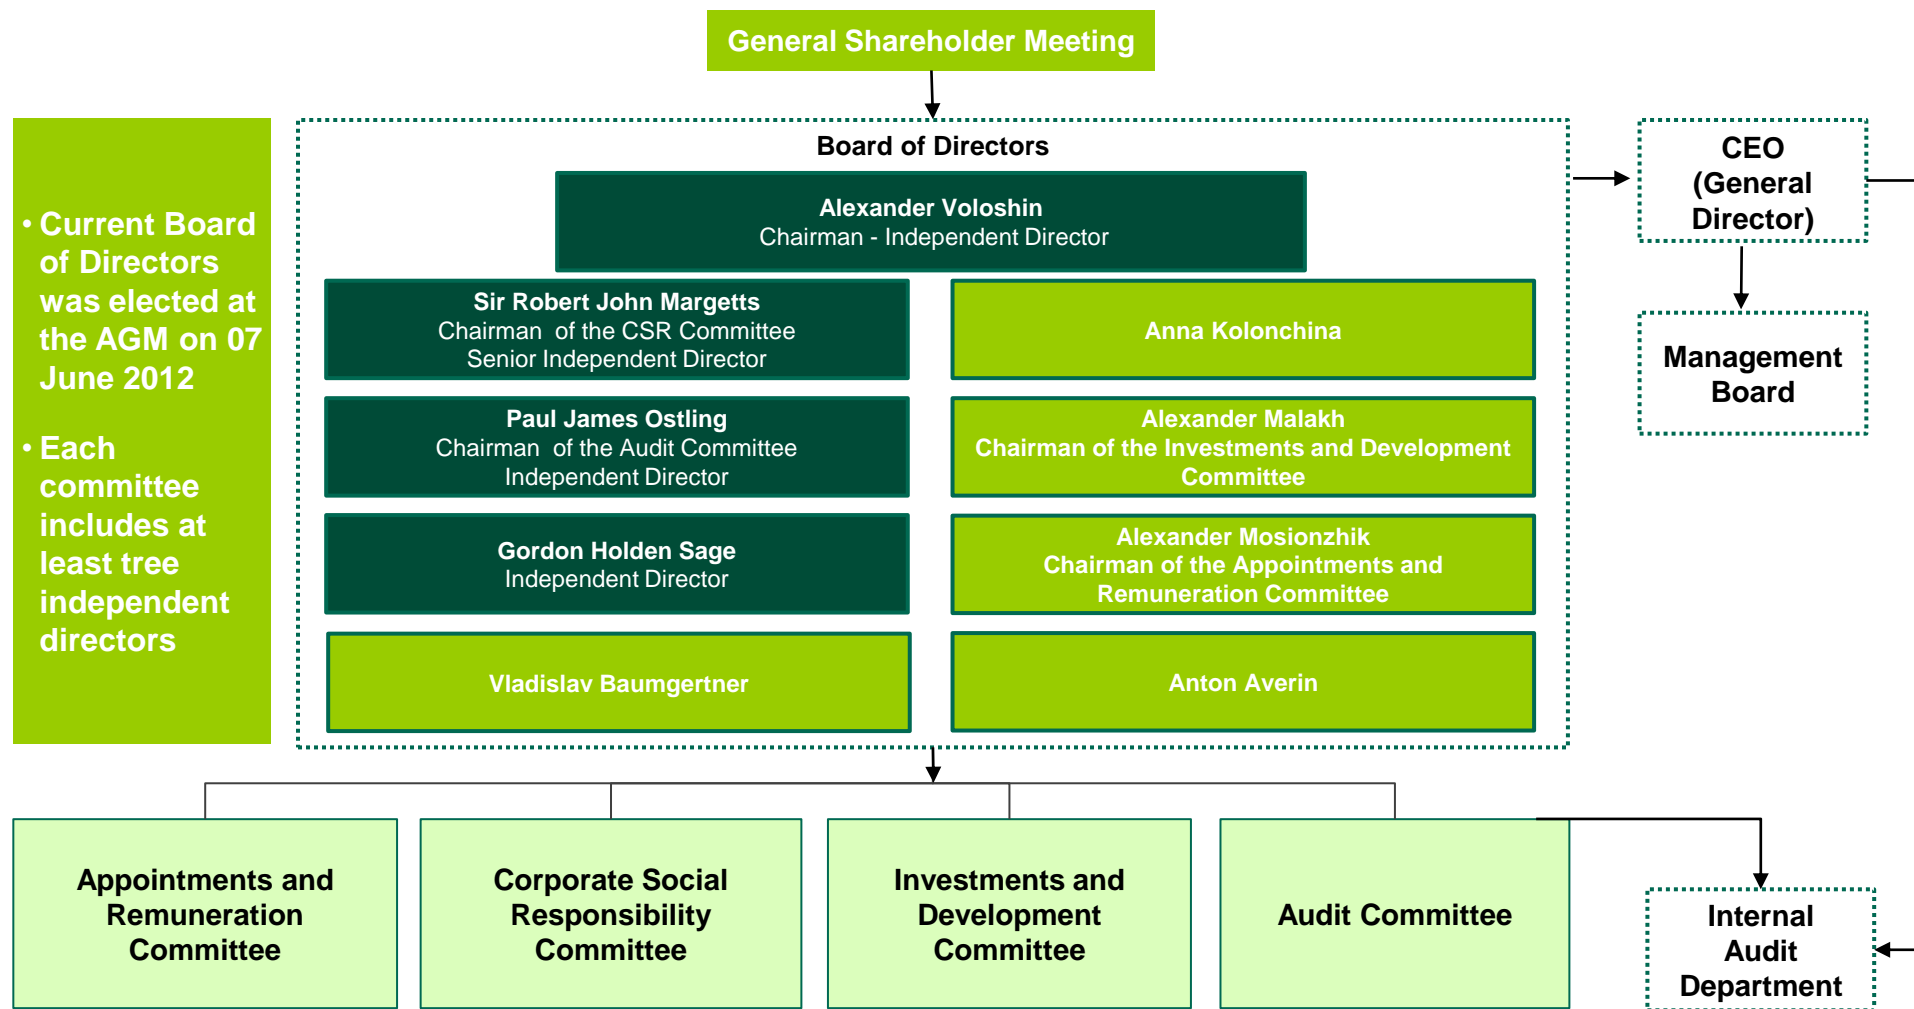 General Shareholder Meeting
• Current Board
of Directors
was elected at
the AGM on 07
June 2012
• Each
committee
includes at
least tree
independent
directors
Board of Directors
Alexander Voloshin
Chairman - Independent Director
Sir Robert John Margetts
Chairman of the CSR Committee
Senior Independent Director
Anna Kolonchina
Paul James Ostling
Chairman of the Audit Committee
Independent Director
Alexander Malakh
Chairman of the Investments and Development
Committee
Gordon Holden Sage
Independent Director
Alexander Mosionzhik
Chairman of the Appointments and
Remuneration Committee
Vladislav Baumgertner
Anton Averin
CEO
(General
Director)
Management
Board
Appointments and
Remuneration
Committee
Corporate Social
Responsibility
Committee
Investments and
Development
Committee
Audit Committee
Internal
Audit
Department